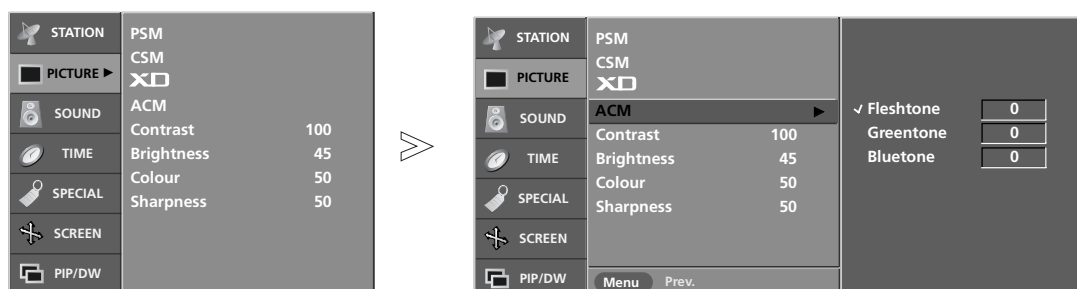 STATION
PICTURE ►
SOUND
TIME
SPECIAL
SCREEN
PIP/DW
PSM
CSM
XD
ACM
Contrast 100
Brightness 45
Colour 50
Sharpness 50
STATION
PICTURE
SOUND
TIME
SPECIAL
SCREEN
PIP/DW
PSM
CSM
XD
ACM ►
Contrast 100
Brightness 45
Colour 50
Sharpness 50
Menu Prev.
✓ Fleshtone 0
Greentone 0
Bluetone 0